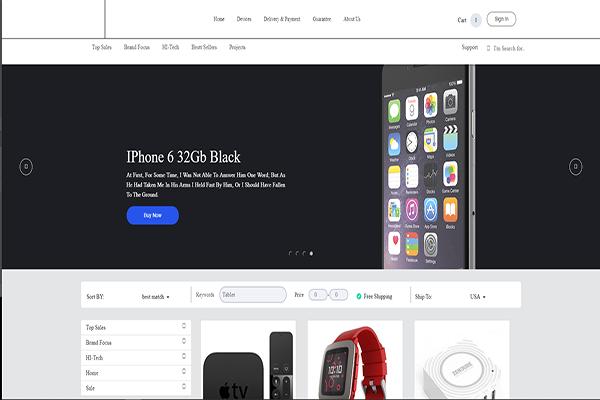 Home Devices Delivery & Payment Guarantee About Us Cart Sign In
Top Sales Brand Focus HI-Tech Brutt Sellers Projects Support I'm Search for..
IPhone 6 32Gb Black
At First, For Some Time, I Was Not Able To Answer Him One Word; But As
He Had Taken Me In His Arms I Held Fast By Him, Or I Should Have Fallen
To The Ground.
Buy Now
Sort BY: best match Keywords Tables Price 0 - 0 Free Shipping Ship To: USA
Top Sales
Brand Focus
HI-Tech
Home
Sale
tv
ZENDURE